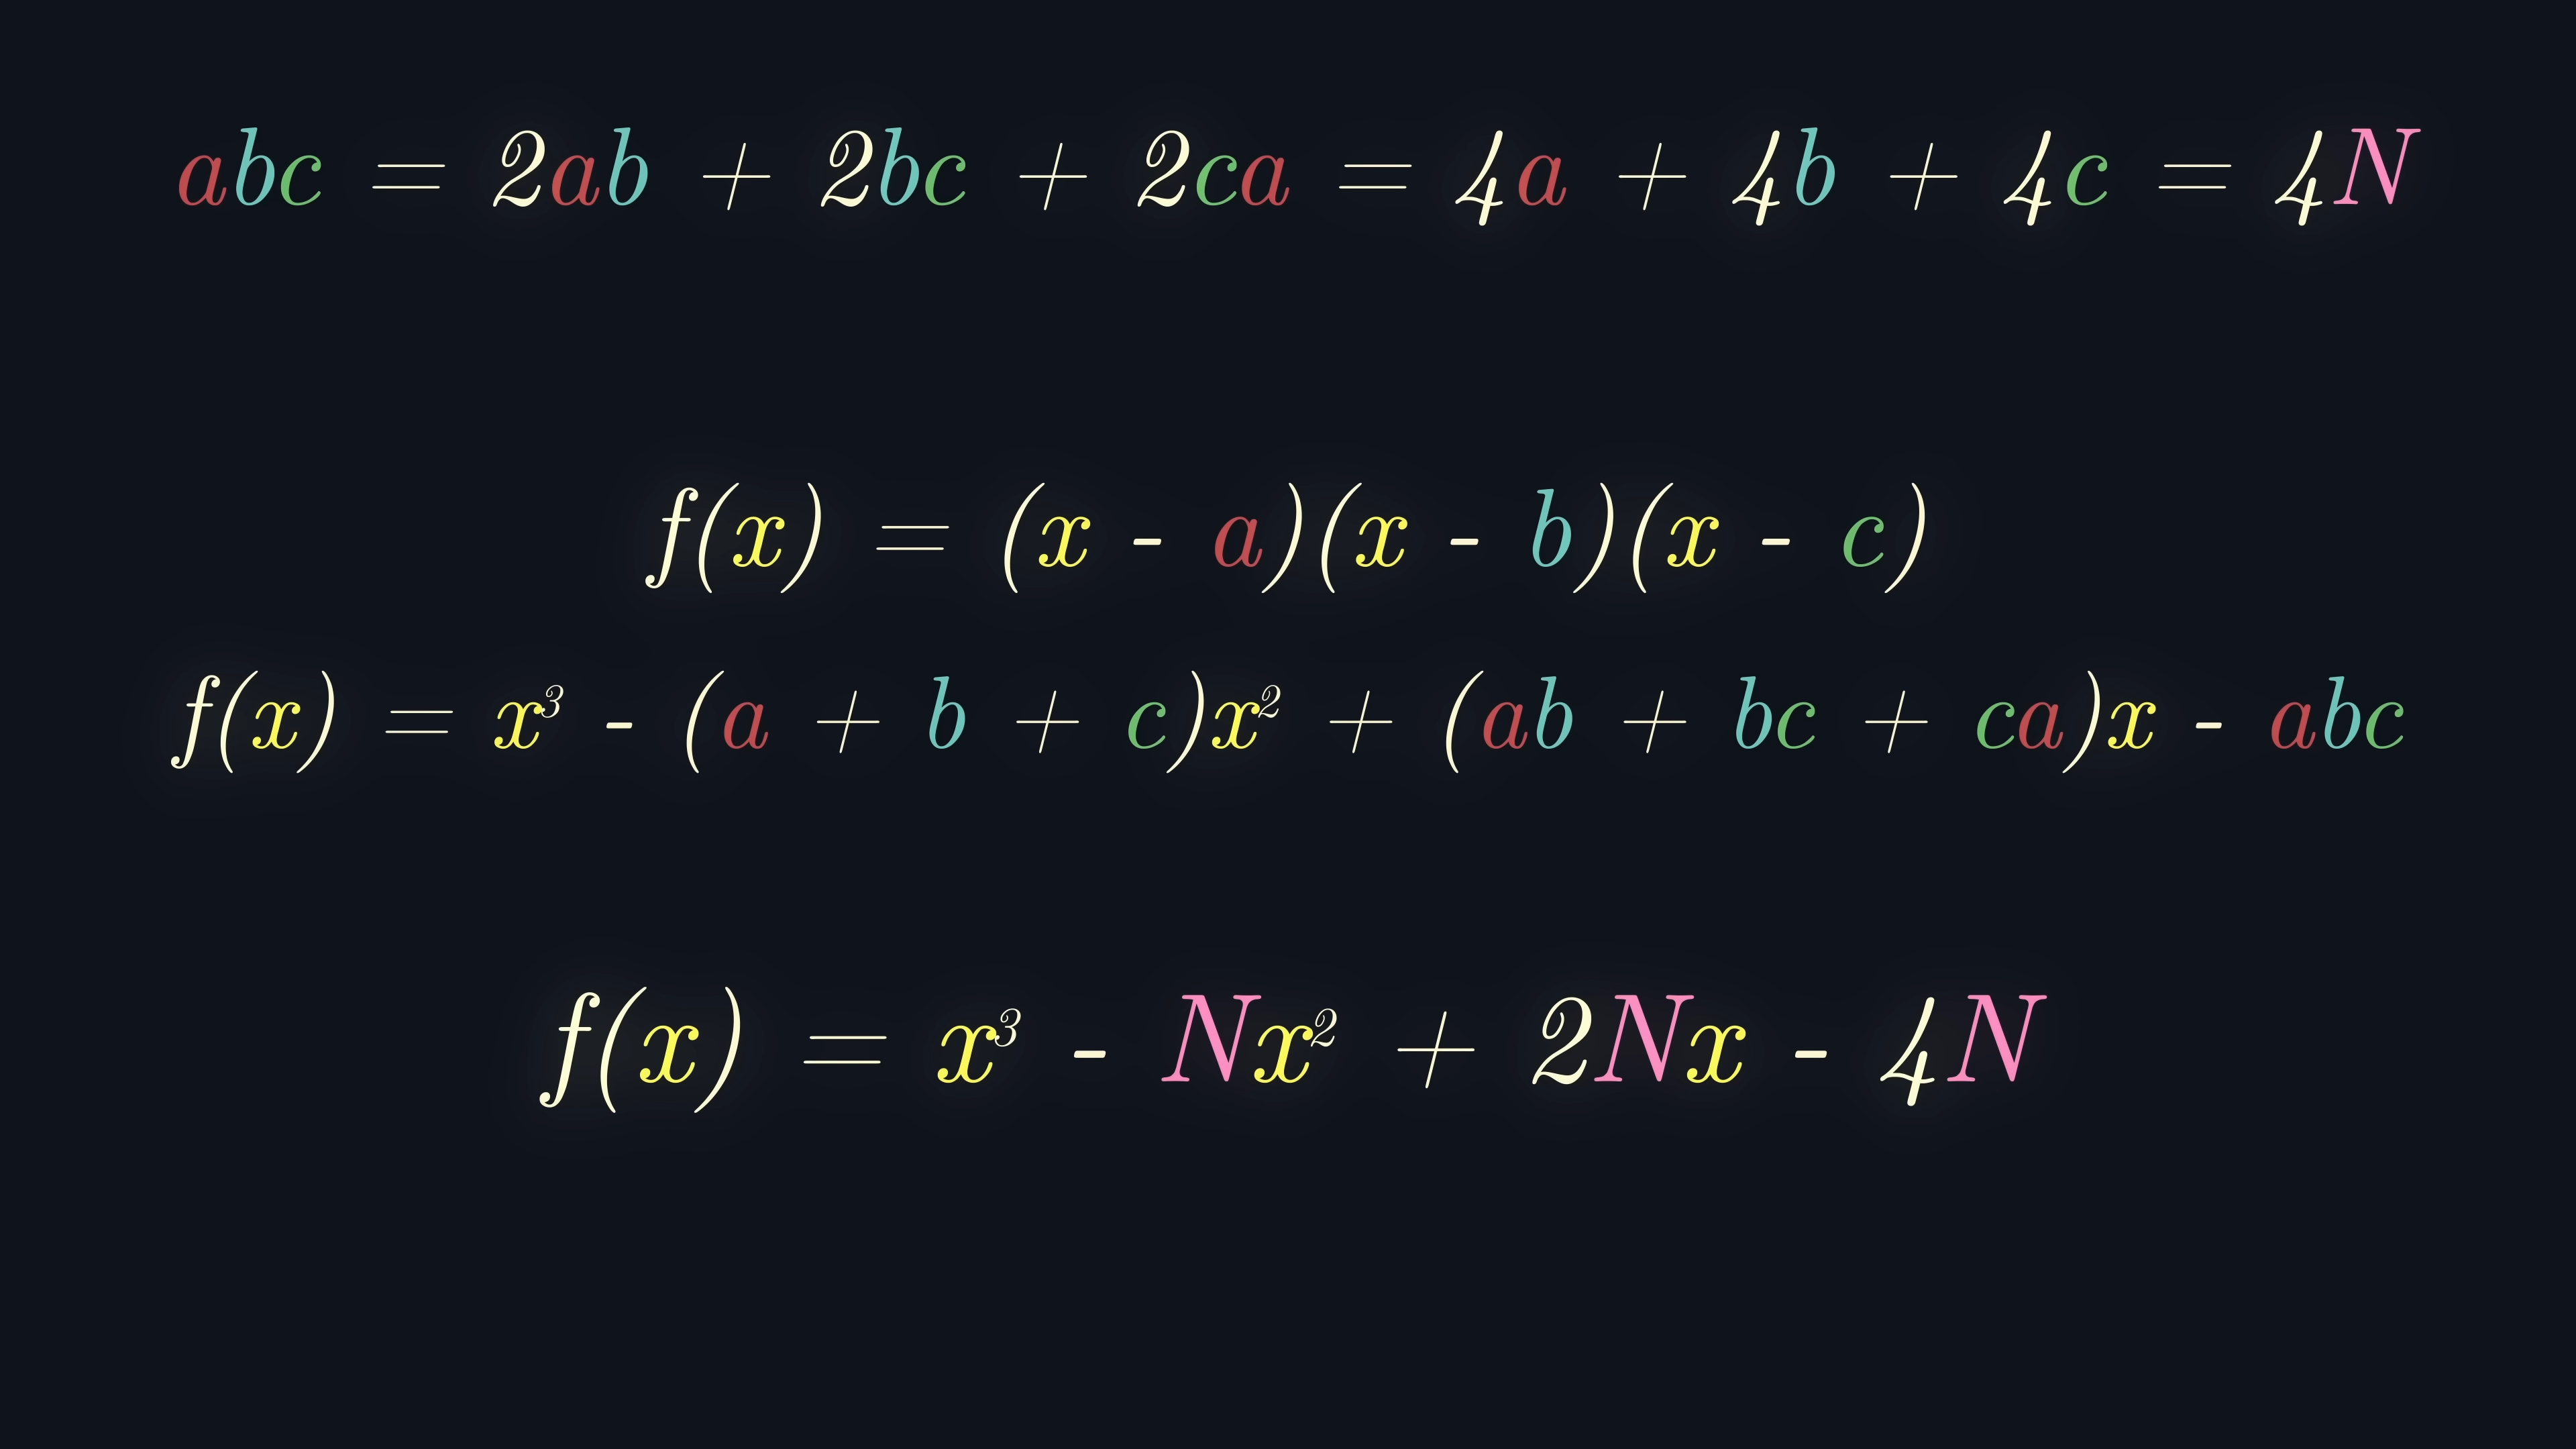 abc = 2ab + 2bc + 2ca = 4a + 4b + 4c = 4N
f(x) = (x - a)(x - b)(x - c)
f(x) = x³ - (a + b + c)x² + (ab + bc + ca)x - abc
f(x) = x³ - Nx² + 2Nx - 4N